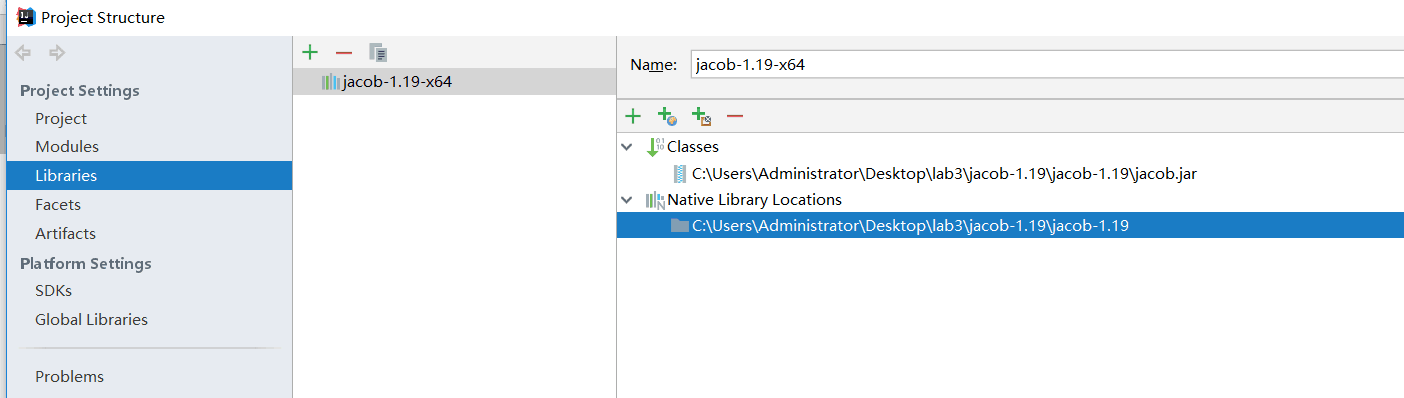 Project Structure
Project Settings
Project
Modules
Libraries
Facets
Artifacts
Platform Settings
SDKs
Global Libraries
Problems
jacob-1.19-x64
Name: jacob-1.19-x64
Classes
C:\Users\Administrator\Desktop\lab3\jacob-1.19\jacob-1.19\jacob.jar
Native Library Locations
C:\Users\Administrator\Desktop\lab3\jacob-1.19\jacob-1.19